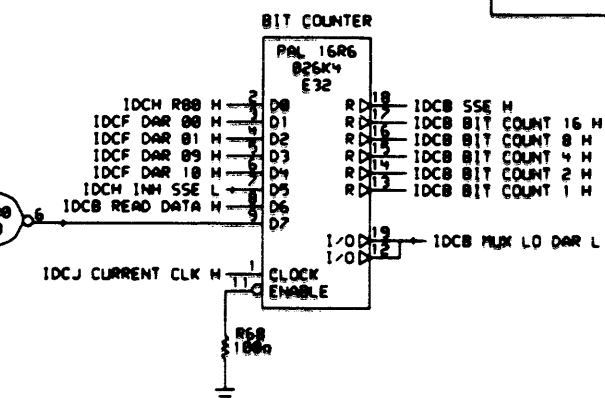 BIT COUNTER
PAL 16R6
026K4
E32
IDCH R80 H 2 D0 R 18 IDCB SSE H
IDCF DAR 00 H 3 D1 R 17 IDCB BIT COUNT 16 H
IDCF DAR 01 H 4 D2 R 16 IDCB BIT COUNT 8 H
IDCF DAR 09 H 5 D3 R 15 IDCB BIT COUNT 4 H
IDCF DAR 10 H 6 D4 R 14 IDCB BIT COUNT 2 H
IDCH INH SSE L 7 D5 R 13 IDCB BIT COUNT 1 H
IDCB READ DATA H 8 D6
6 9 D7
I/O 19 IDCB MUX LO DAR L
I/O 12
IDCJ CURRENT CLK H 1 CLOCK
11 ENABLE
R68